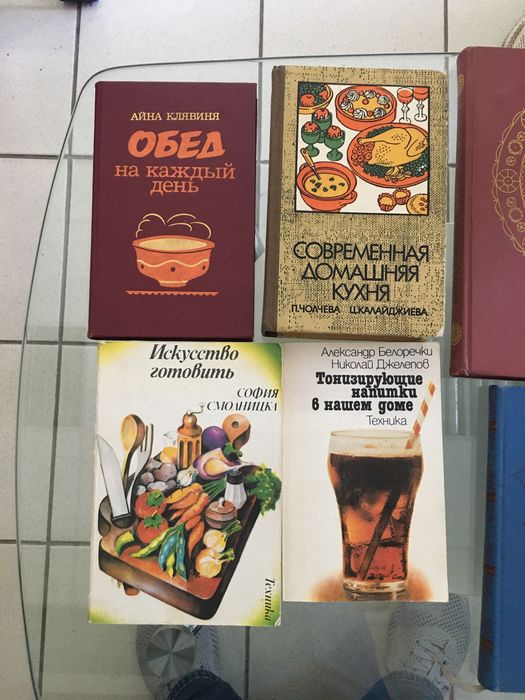 АЙНА КЛЯВИНЯ
ОБЕД
НА КАЖДЫЙ
ДЕНЬ
СОВРЕМЕННАЯ
ДОМАШНЯЯ
КУХНЯ
П.ЧОЛЧЕВА Ц.КАЛАЙДЖИЕВА
Искусство
готовить
СОФИЯ
СМОЛНИЦКА
Техника
Александр Белоречки
Николай Джелепов
Тонизирующие
напитки
в нашем доме
Техника